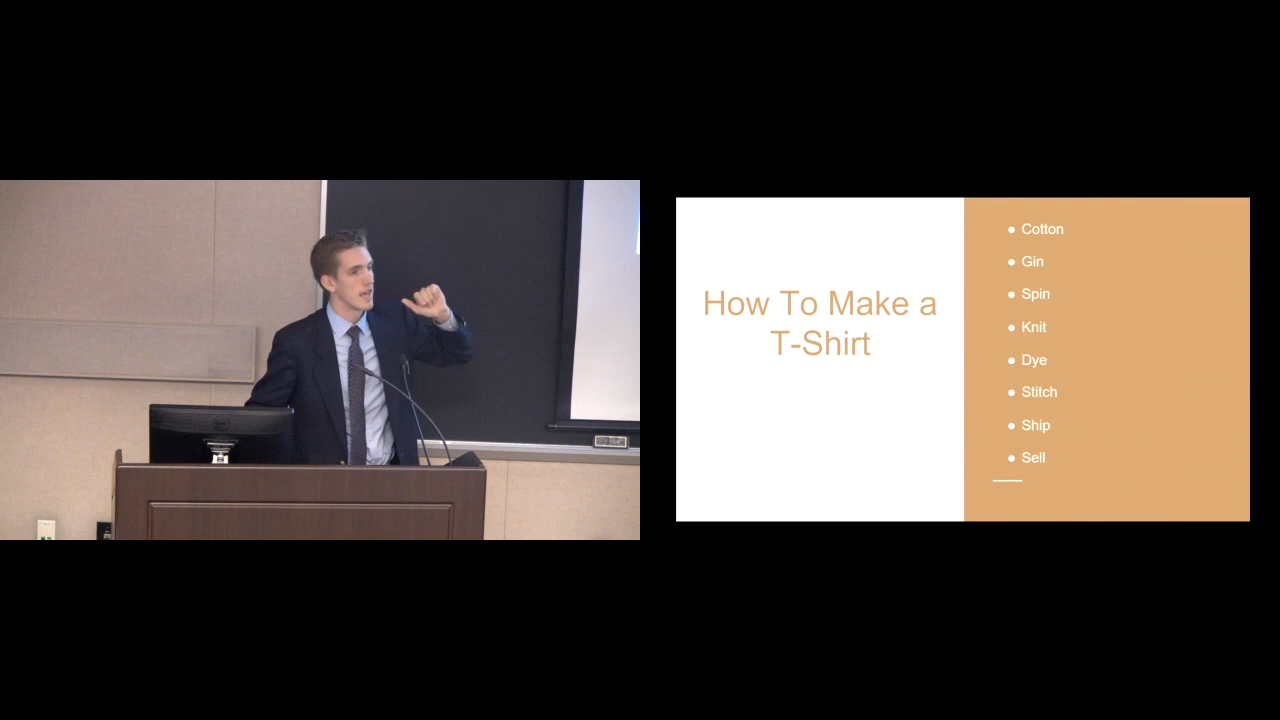 How To Make a
T-Shirt
● Cotton
● Gin
● Spin
● Knit
● Dye
● Stitch
● Ship
● Sell